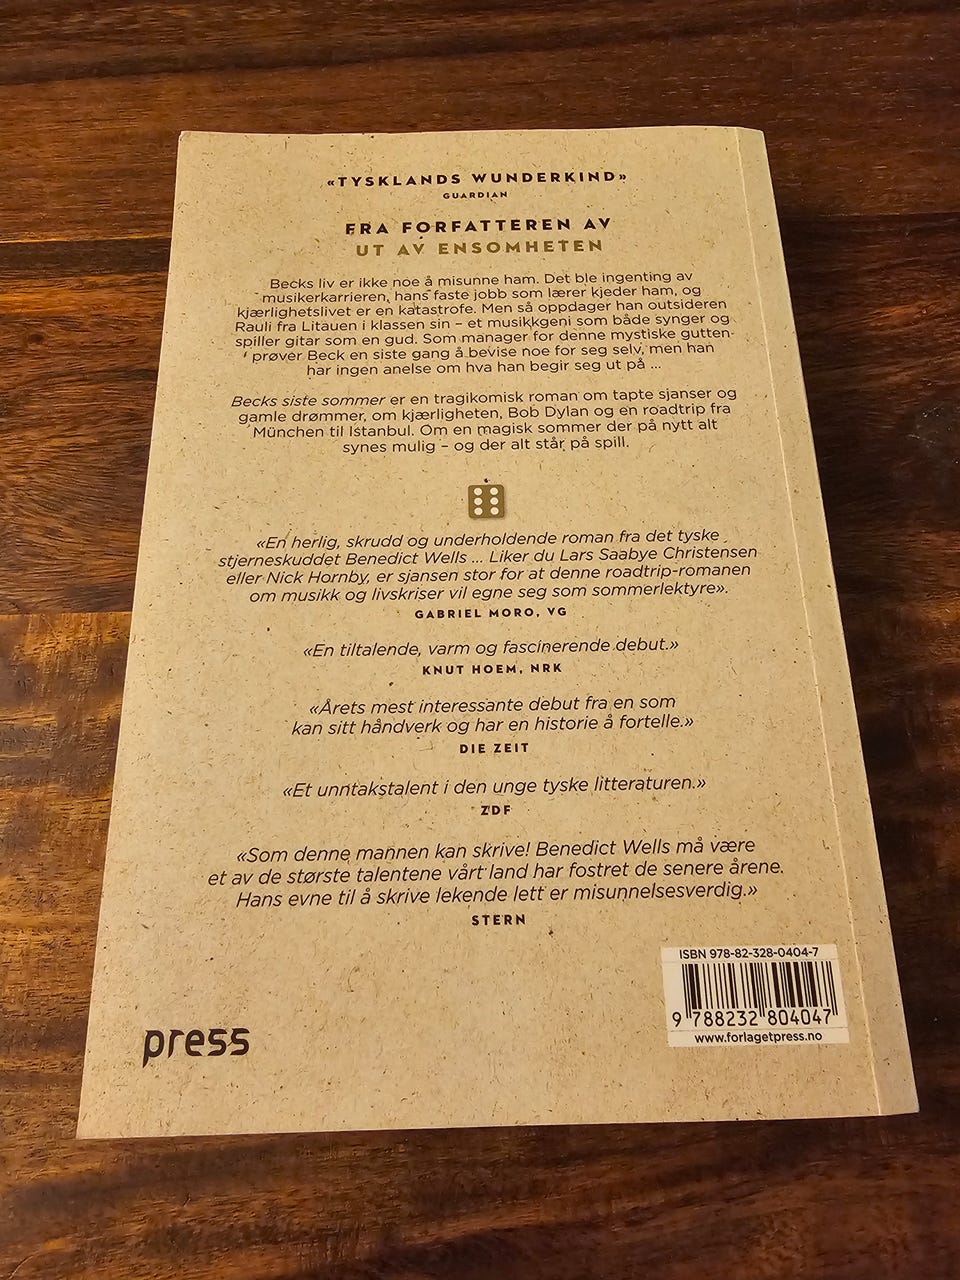 «TYSKLANDS WUNDERKIND»
GUARDIAN
FRA FORFATTEREN AV
UT AV ENSOMHETEN
Becks liv er ikke noe å misunne ham. Det ble ingenting av
musikerkarrieren, hans faste jobb som lærer kjeder ham, og
kjærlighetslivet er en katastrofe. Men så oppdager han outsideren
Rauli fra Litauen i klassen sin – et musikkgeni som både synger og
spiller gitar som en gud. Som manager for denne mystiske gutten
prøver Beck en siste gang å bevise noe for seg selv, men han
har ingen anelse om hva han begir seg ut på ...
Becks siste sommer er en tragikomisk roman om tapte sjanser og
gamle drømmer, om kjærligheten, Bob Dylan og en roadtrip fra
München til Istanbul. Om en magisk sommer der på nytt alt
synes mulig – og der alt står på spill.
«En herlig, skrudd og underholdende roman fra det tyske
stjerneskuddet Benedict Wells ... Liker du Lars Saabye Christensen
eller Nick Hornby, er sjansen stor for at denne roadtrip-romanen
om musikk og livskriser vil egne seg som sommerlektyre».
GABRIEL MORO, VG
«En tiltalende, varm og fascinerende debut.»
KNUT HOEM, NRK
«Årets mest interessante debut fra en som
kan sitt håndverk og har en historie å fortelle.»
DIE ZEIT
«Et unntakstalent i den unge tyske litteraturen.»
ZDF
«Som denne mannen kan skrive! Benedict Wells må være
et av de største talentene vårt land har fostret de senere årene.
Hans evne til å skrive lekende lett er misunnelsesverdig.»
STERN
ISBN 978-82-328-0404-7
9 788232 804047
www.forlagetpress.no
press